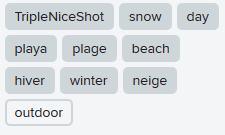 TripleNiceShot snow day
playa plage beach
hiver winter neige
outdoor